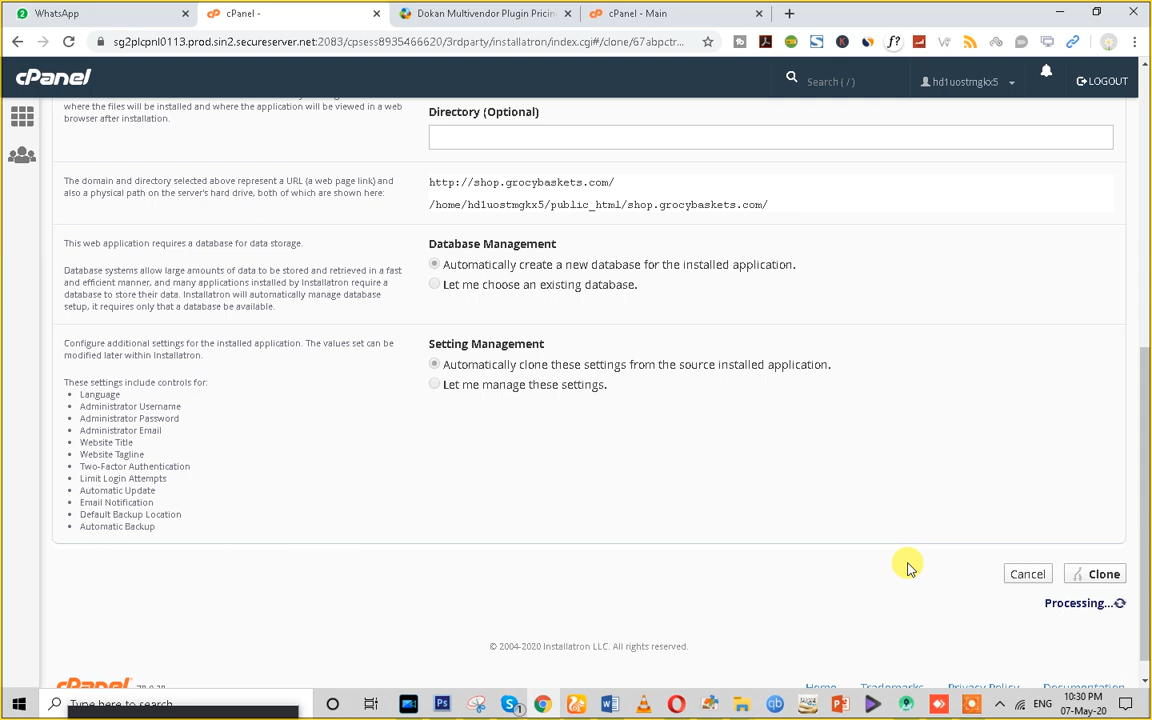 WhatsApp
cPanel -
Dokan Multivendor Plugin Pricin
cPanel - Main
sg2plcpnl0113.prod.sin2.secureserver.net:2083/cpsess8935466620/3rdparty/installatron/index.cgi#/clone/67abpctr...
cPanel
Search ( / )
hd1uostmgkx5
LOGOUT
where the files will be installed and where the application will be viewed in a web
browser after installation.
Directory (Optional)
The domain and directory selected above represent a URL (a web page link) and
also a physical path on the server's hard drive, both of which are shown here:
http://shop.grocybaskets.com/
/home/hd1uostmgkx5/public_html/shop.grocybaskets.com/
This web application requires a database for data storage.
Database systems allow large amounts of data to be stored and retrieved in a fast
and efficient manner, and many applications installed by Installatron require a
database to store their data. Installatron will automatically manage database
setup, it requires only that a database be available.
Database Management
Automatically create a new database for the installed application.
Let me choose an existing database.
Configure additional settings for the installed application. The values set can be
modified later within Installatron.
These settings include controls for:
Language
Administrator Username
Administrator Password
Administrator Email
Website Title
Website Tagline
Two-Factor Authentication
Limit Login Attempts
Automatic Update
Email Notification
Default Backup Location
Automatic Backup
Setting Management
Automatically clone these settings from the source installed application.
Let me manage these settings.
Cancel
Clone
Processing...
© 2004-2020 Installatron LLC. All rights reserved.
cPanel
Home
Trademarks
Privacy Policy
Documentation
Type here to search
ENG
10:30 PM
07-May-20